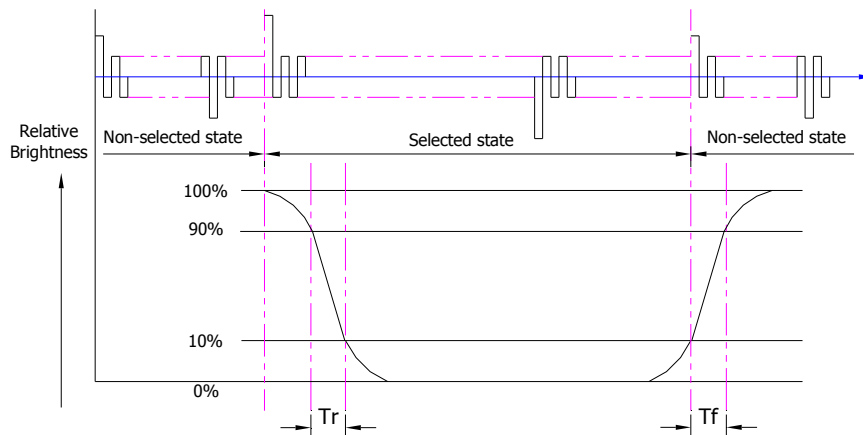 Relative
Brightness
Non-selected state
Selected state
Non-selected state
100%
90%
10%
0%
Tr
Tf